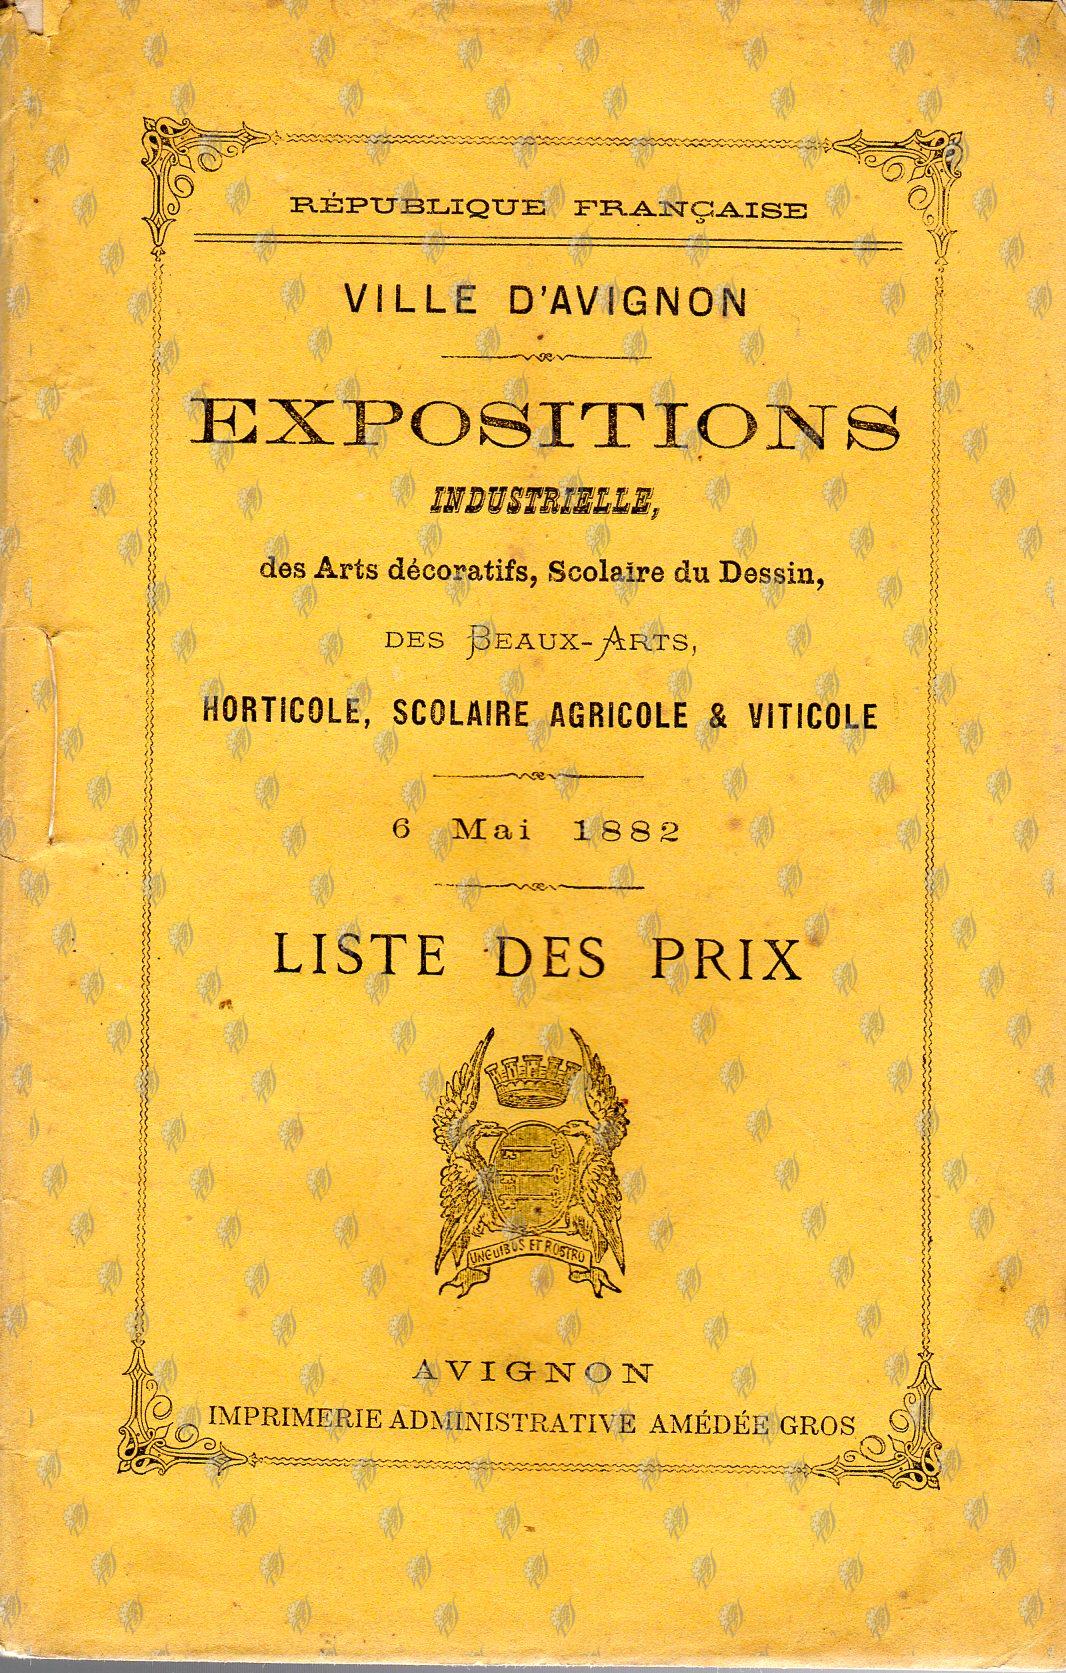 RÉPUBLIQUE FRANÇAISE
VILLE D'AVIGNON
EXPOSITIONS
INDUSTRIELLE,
des Arts décoratifs, Scolaire du Dessin,
DES BEAUX-ARTS,
HORTICOLE, SCOLAIRE AGRICOLE & VITICOLE
6 Mai 1882
LISTE DES PRIX
UNGUIBUS ET ROSTRO
AVIGNON
IMPRIMERIE ADMINISTRATIVE AMÉDÉE GROS